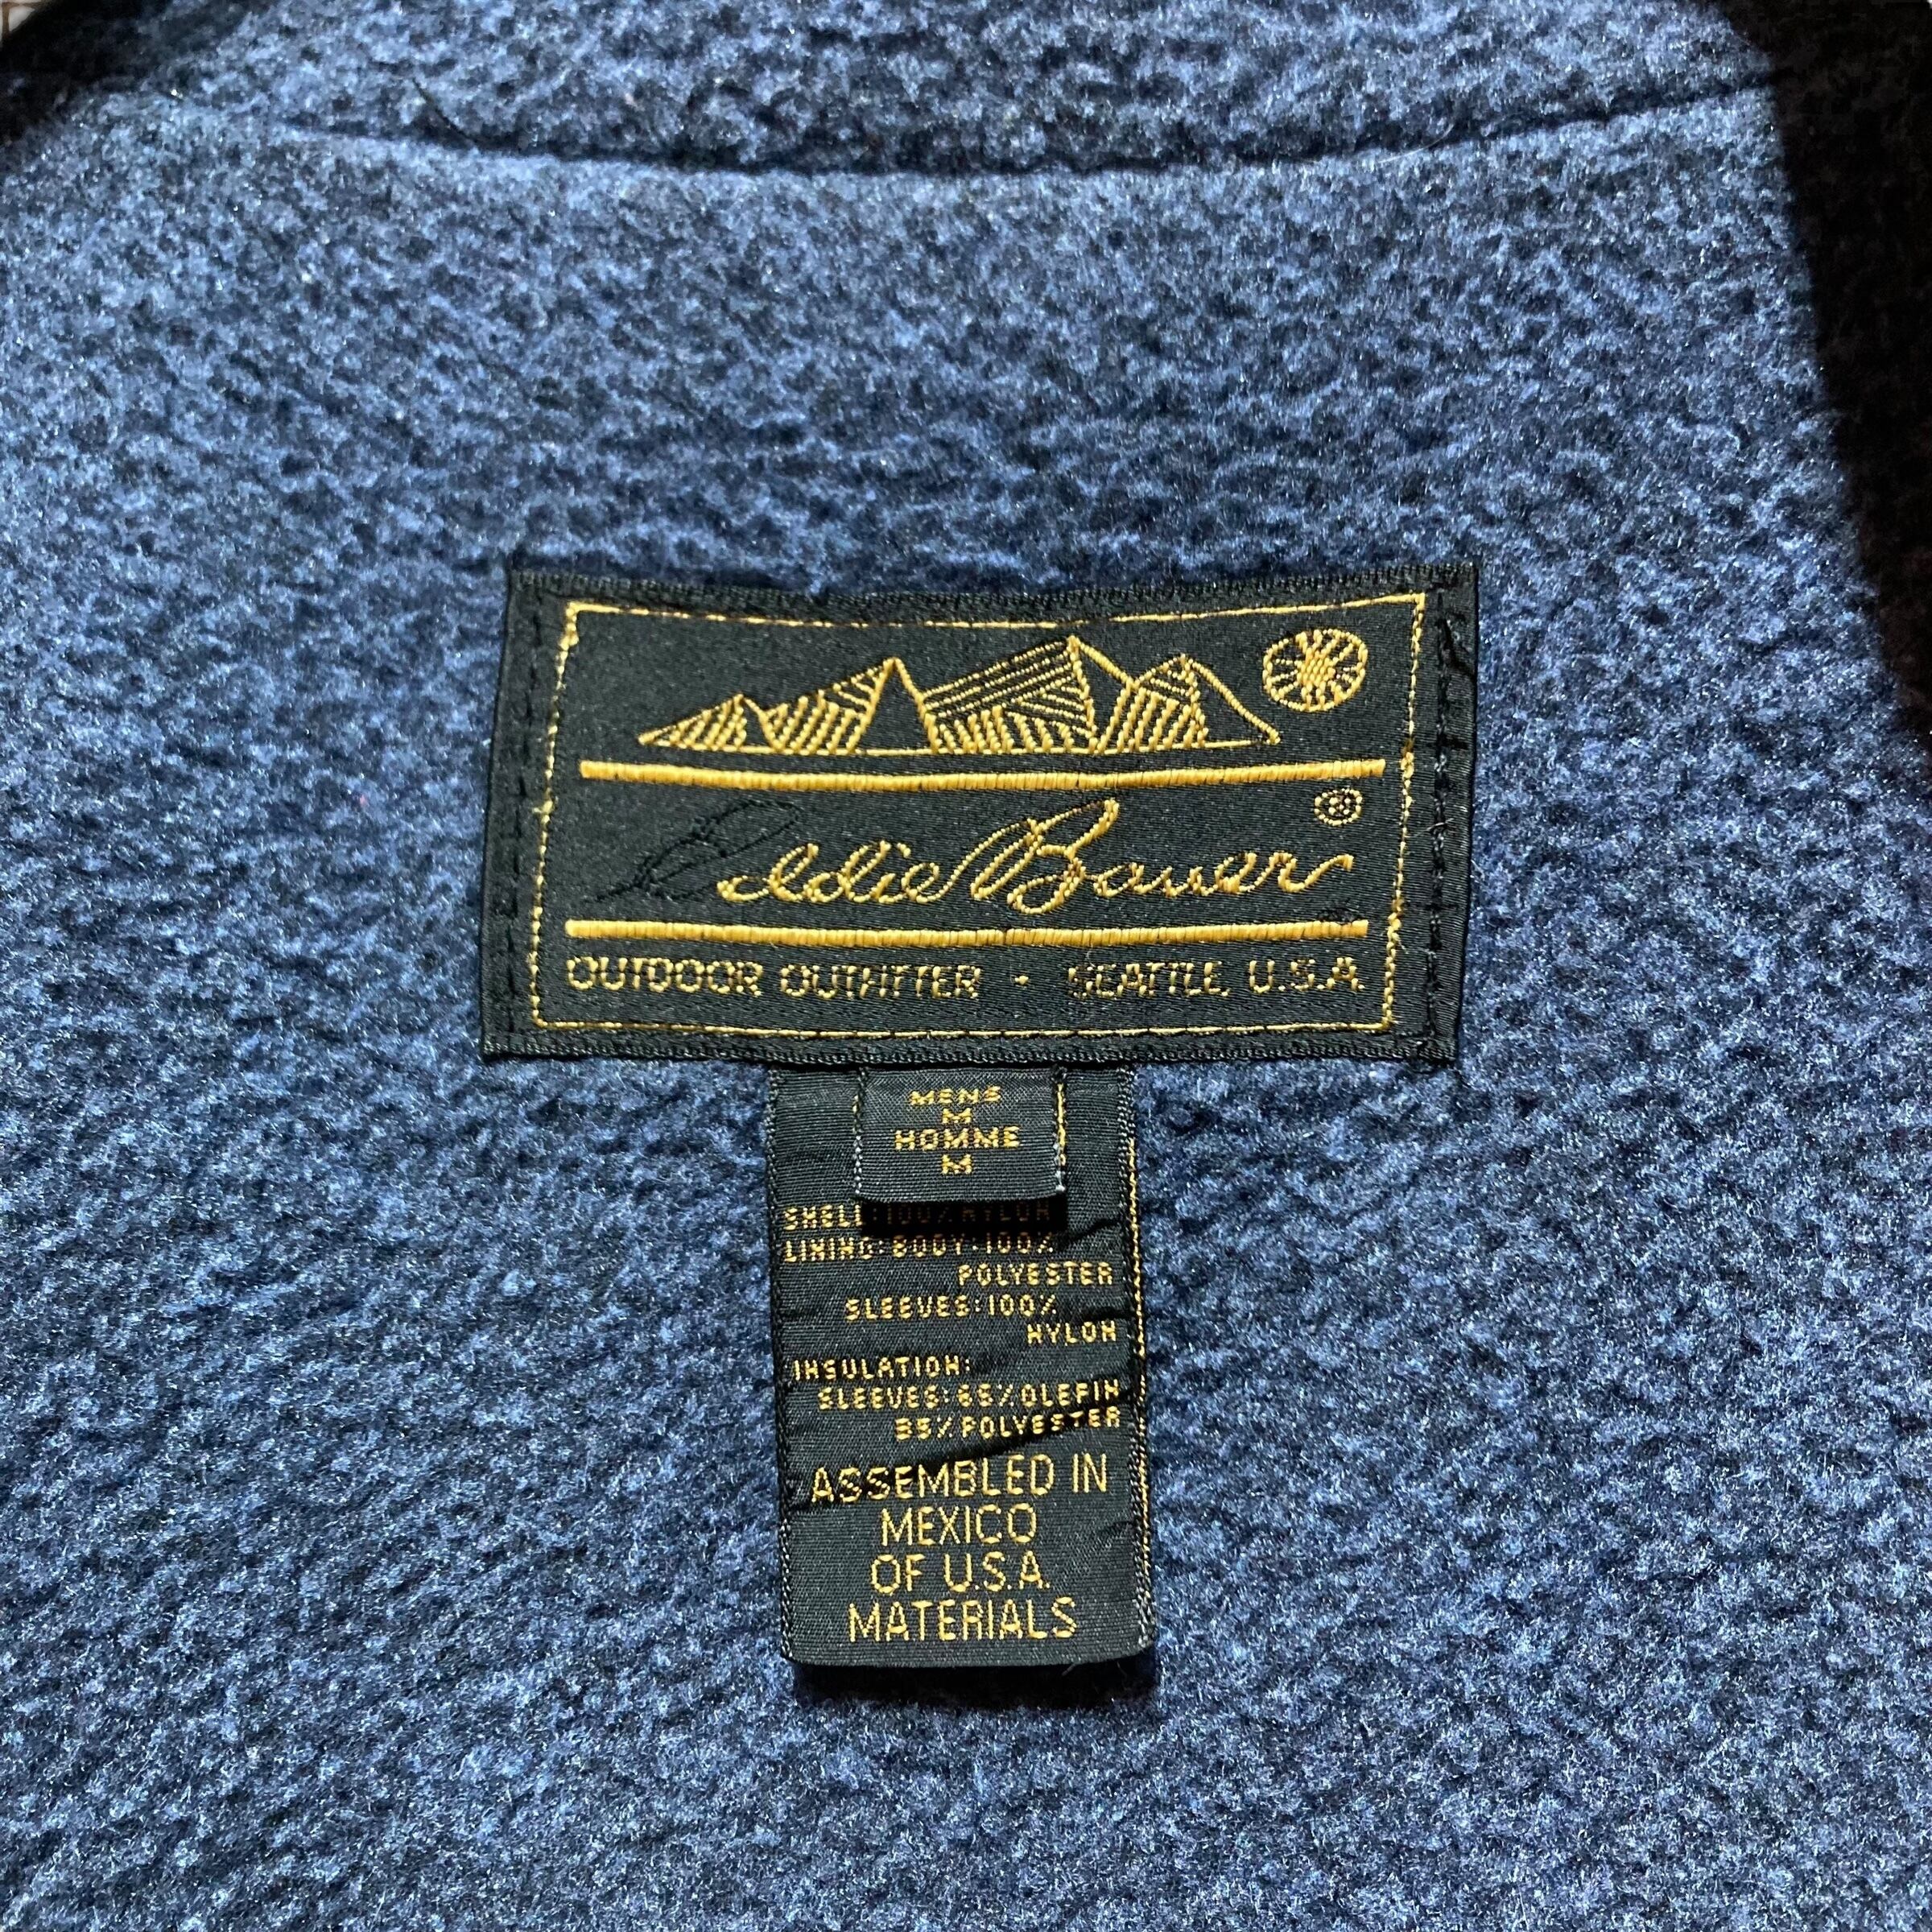 Eddie Bauer ®
OUTDOOR OUTFITTER • SEATTLE, U.S.A.
MENS
M
HOMME
M
SHELL:100% NYLON
LINING:BODY:100%
POLYESTER
SLEEVES:100%
NYLON
INSULATION:
SLEEVES:65%OLEFIN
35%POLYESTER
ASSEMBLED IN
MEXICO
OF U.S.A.
MATERIALS